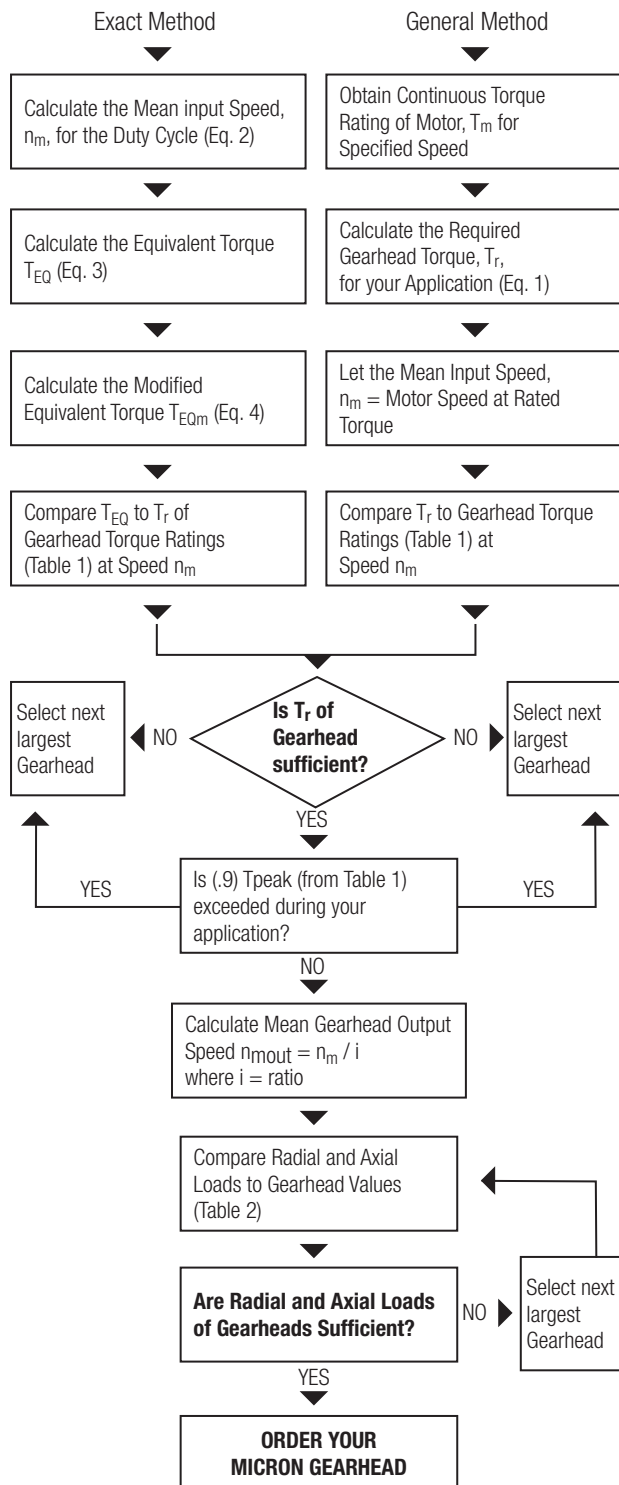 Exact Method
General Method
Calculate the Mean input Speed,
nm, for the Duty Cycle (Eq. 2)
Obtain Continuous Torque
Rating of Motor, Tm for
Specified Speed
Calculate the Equivalent Torque
TEQ (Eq. 3)
Calculate the Required
Gearhead Torque, Tr,
for your Application (Eq. 1)
Calculate the Modified
Equivalent Torque TEQm (Eq. 4)
Let the Mean Input Speed,
nm = Motor Speed at Rated
Torque
Compare TEQ to Tr of
Gearhead Torque Ratings
(Table 1) at Speed nm
Compare Tr to Gearhead Torque
Ratings (Table 1) at
Speed nm
Select next
largest
Gearhead
NO
Is Tr of
Gearhead
sufficient?
NO
Select next
largest
Gearhead
YES
YES
Is (.9) Tpeak (from Table 1)
exceeded during your
application?
YES
NO
Calculate Mean Gearhead Output
Speed nmout = nm / i
where i = ratio
Compare Radial and Axial
Loads to Gearhead Values
(Table 2)
Are Radial and Axial Loads
of Gearheads Sufficient?
NO
Select next
largest
Gearhead
YES
ORDER YOUR
MICRON GEARHEAD